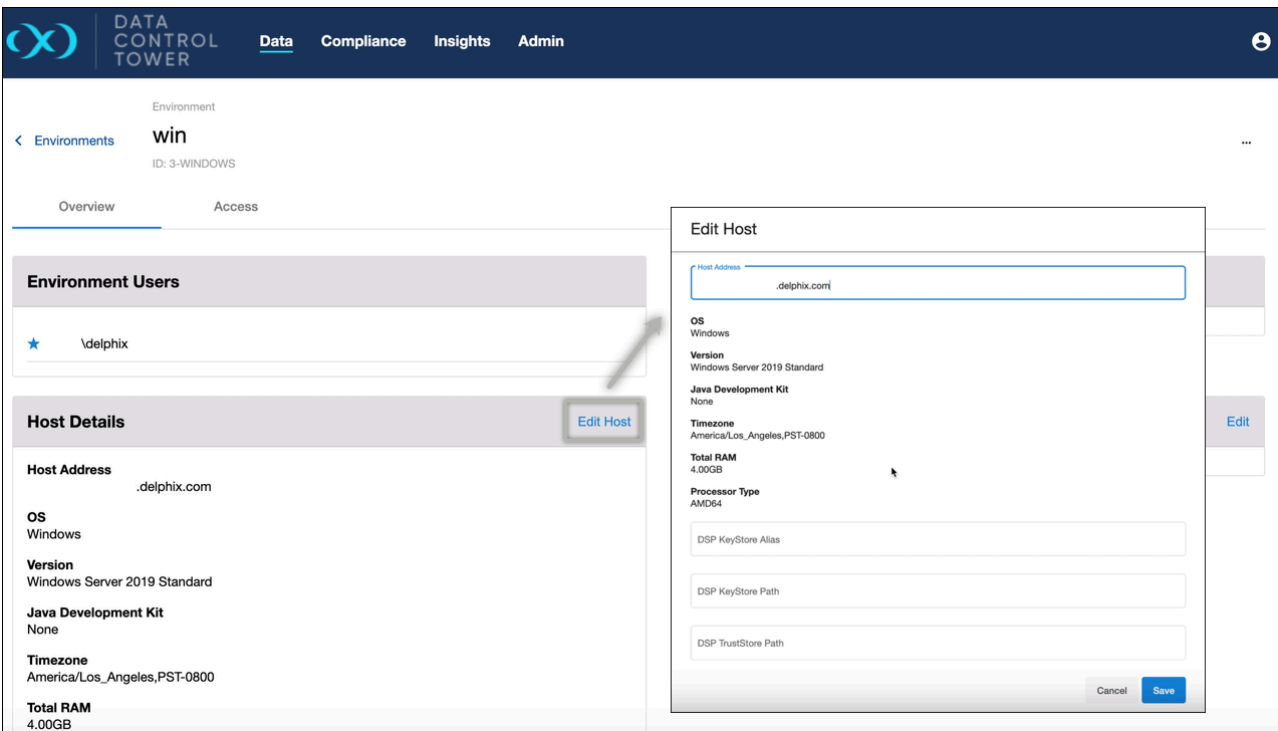 DATA
CONTROL
TOWER
Data
Compliance
Insights
Admin
Environment
Environments
win
...
ID: 3-WINDOWS
Overview
Access
Environment Users
\delphix
Host Details
Edit Host
Host Address
.delphix.com
OS
Windows
Version
Windows Server 2019 Standard
Java Development Kit
None
Timezone
America/Los_Angeles,PST-0800
Total RAM
4.00GB
Edit Host
Host Address
.delphix.com
OS
Windows
Version
Windows Server 2019 Standard
Java Development Kit
None
Timezone
America/Los_Angeles,PST-0800
Total RAM
4.00GB
Processor Type
AMD64
DSP KeyStore Alias
DSP KeyStore Path
DSP TrustStore Path
Cancel
Save
Edit